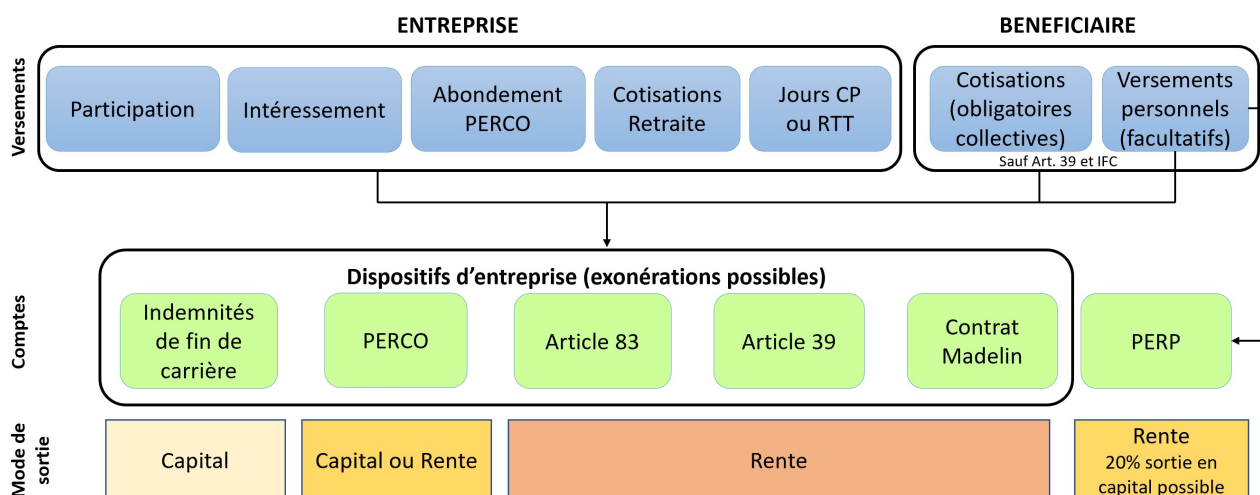 ENTREPRISE
BENEFICIAIRE
Versements
Participation
Intéressement
Abondement
PERCO
Cotisations
Retraite
Jours CP
ou RTT
Cotisations
(obligatoires
collectives)
Versements
personnels
(facultatifs)
Sauf Art. 39 et IFC
Comptes
Dispositifs d’entreprise (exonérations possibles)
Indemnités
de fin de
carrière
PERCO
Article 83
Article 39
Contrat
Madelin
PERP
Mode de
sortie
Capital
Capital ou Rente
Rente
Rente
20% sortie en
capital possible